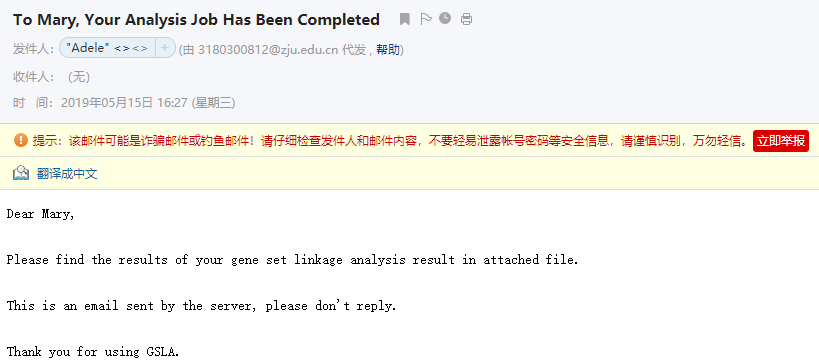 To Mary, Your Analysis Job Has Been Completed
发件人： "Adele" <><> + (由 3180300812@zju.edu.cn 代发 , 帮助)
收件人： (无)
时 间： 2019年05月15日 16:27 (星期三)
提示：该邮件可能是诈骗邮件或钓鱼邮件！请仔细检查发件人和邮件内容，不要轻易泄露帐号密码等安全信息，请谨慎识别，万勿轻信。 立即举报
翻译成中文
Dear Mary,
Please find the results of your gene set linkage analysis result in attached file.
This is an email sent by the server, please don't reply.
Thank you for using GSLA.